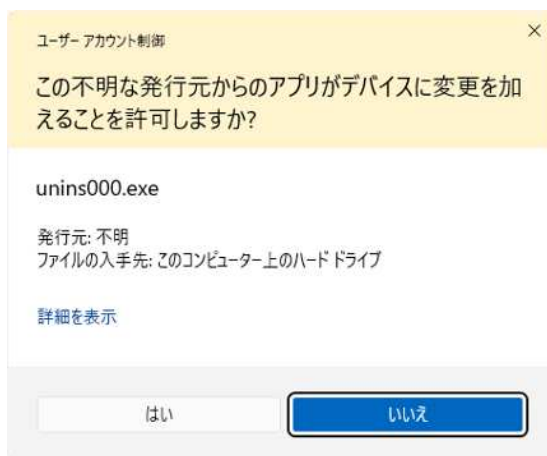 ユーザー アカウント制御
この不明な発行元からのアプリがデバイスに変更を加
えることを許可しますか?
unins000.exe
発行元: 不明
ファイルの入手先: このコンピューター上のハード ドライブ
詳細を表示
はい
いいえ